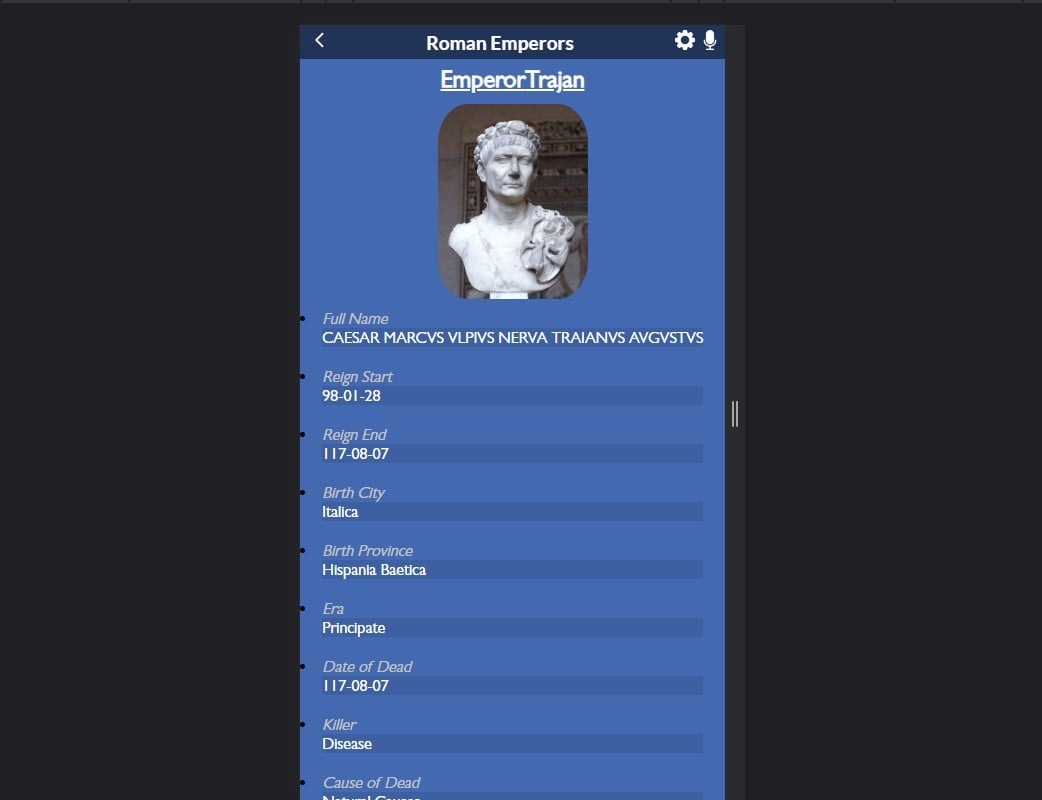 Roman Emperors
EmperorTrajan
Full Name
CAESAR MARCVS VLPIVS NERVA TRAIANVS AVGVSTVS
Reign Start
98-01-28
Reign End
117-08-07
Birth City
Italica
Birth Province
Hispania Baetica
Era
Principate
Date of Dead
117-08-07
Killer
Disease
Cause of Dead
Natural Causes